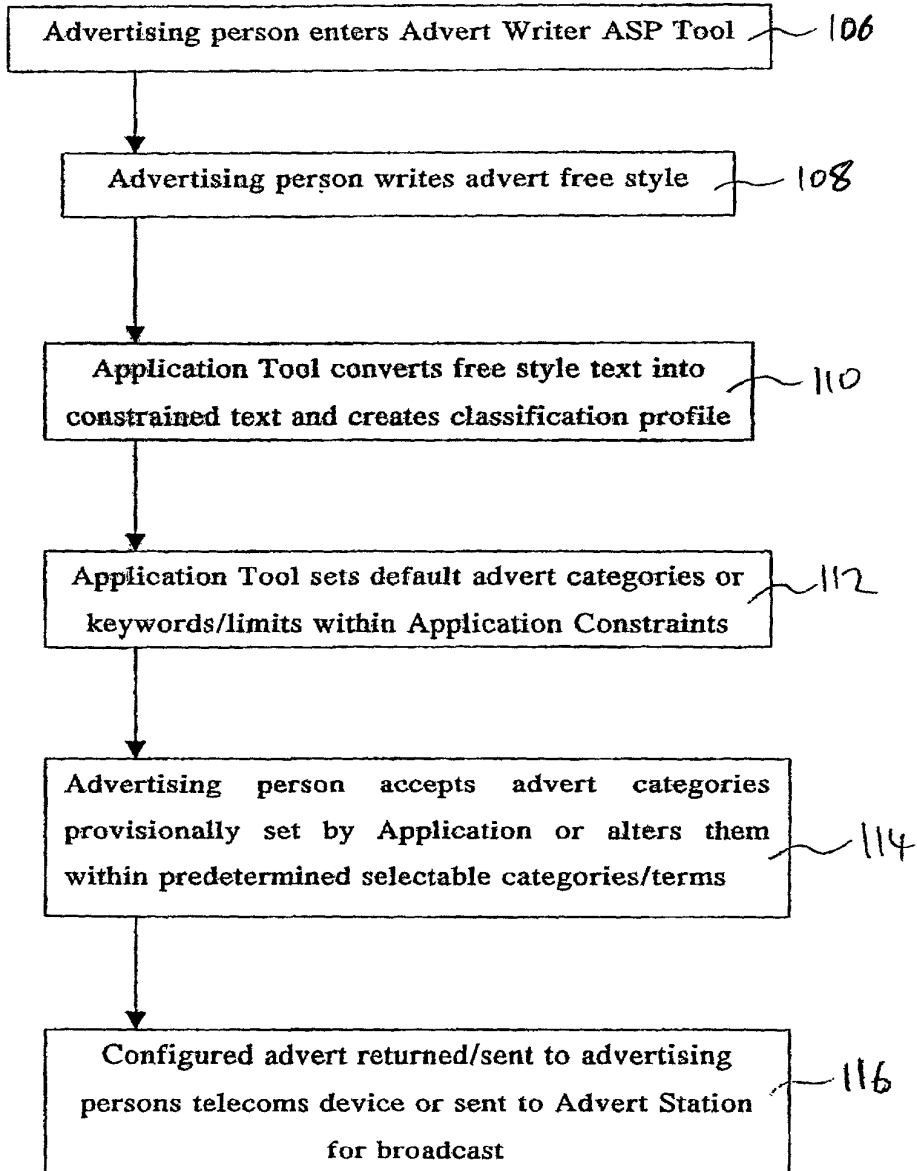 Advertising person enters Advert Writer ASP Tool 106
Advertising person writes advert free style 108
Application Tool converts free style text into
constrained text and creates classification profile
110
Application Tool sets default advert categories or
keywords/limits within Application Constraints
112
Advertising person accepts advert categories
provisionally set by Application or alters them
within predetermined selectable categories/terms
114
Configured advert returned/sent to advertising
persons telecoms device or sent to Advert Station
for broadcast
116